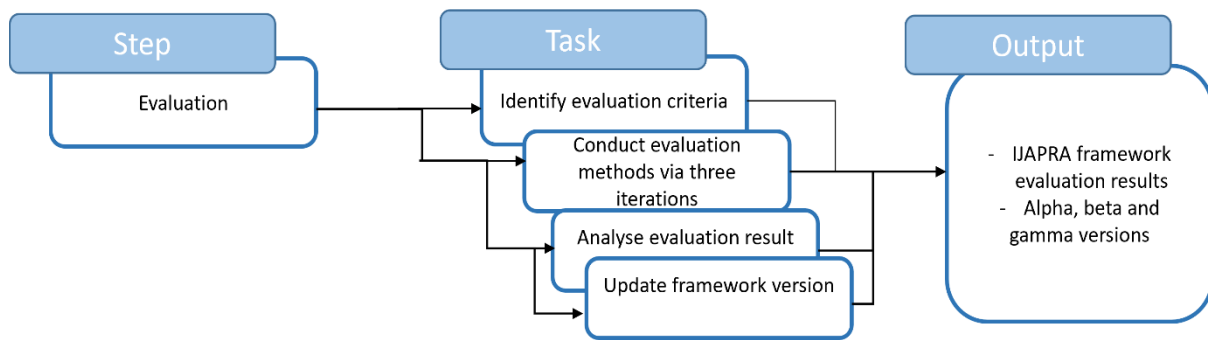 Step
Evaluation
Task
Identify evaluation criteria
Conduct evaluation
methods via three
iterations
Analyse evaluation result
Update framework version
Output
- IJAPRA framework
evaluation results
- Alpha, beta and
gamma versions